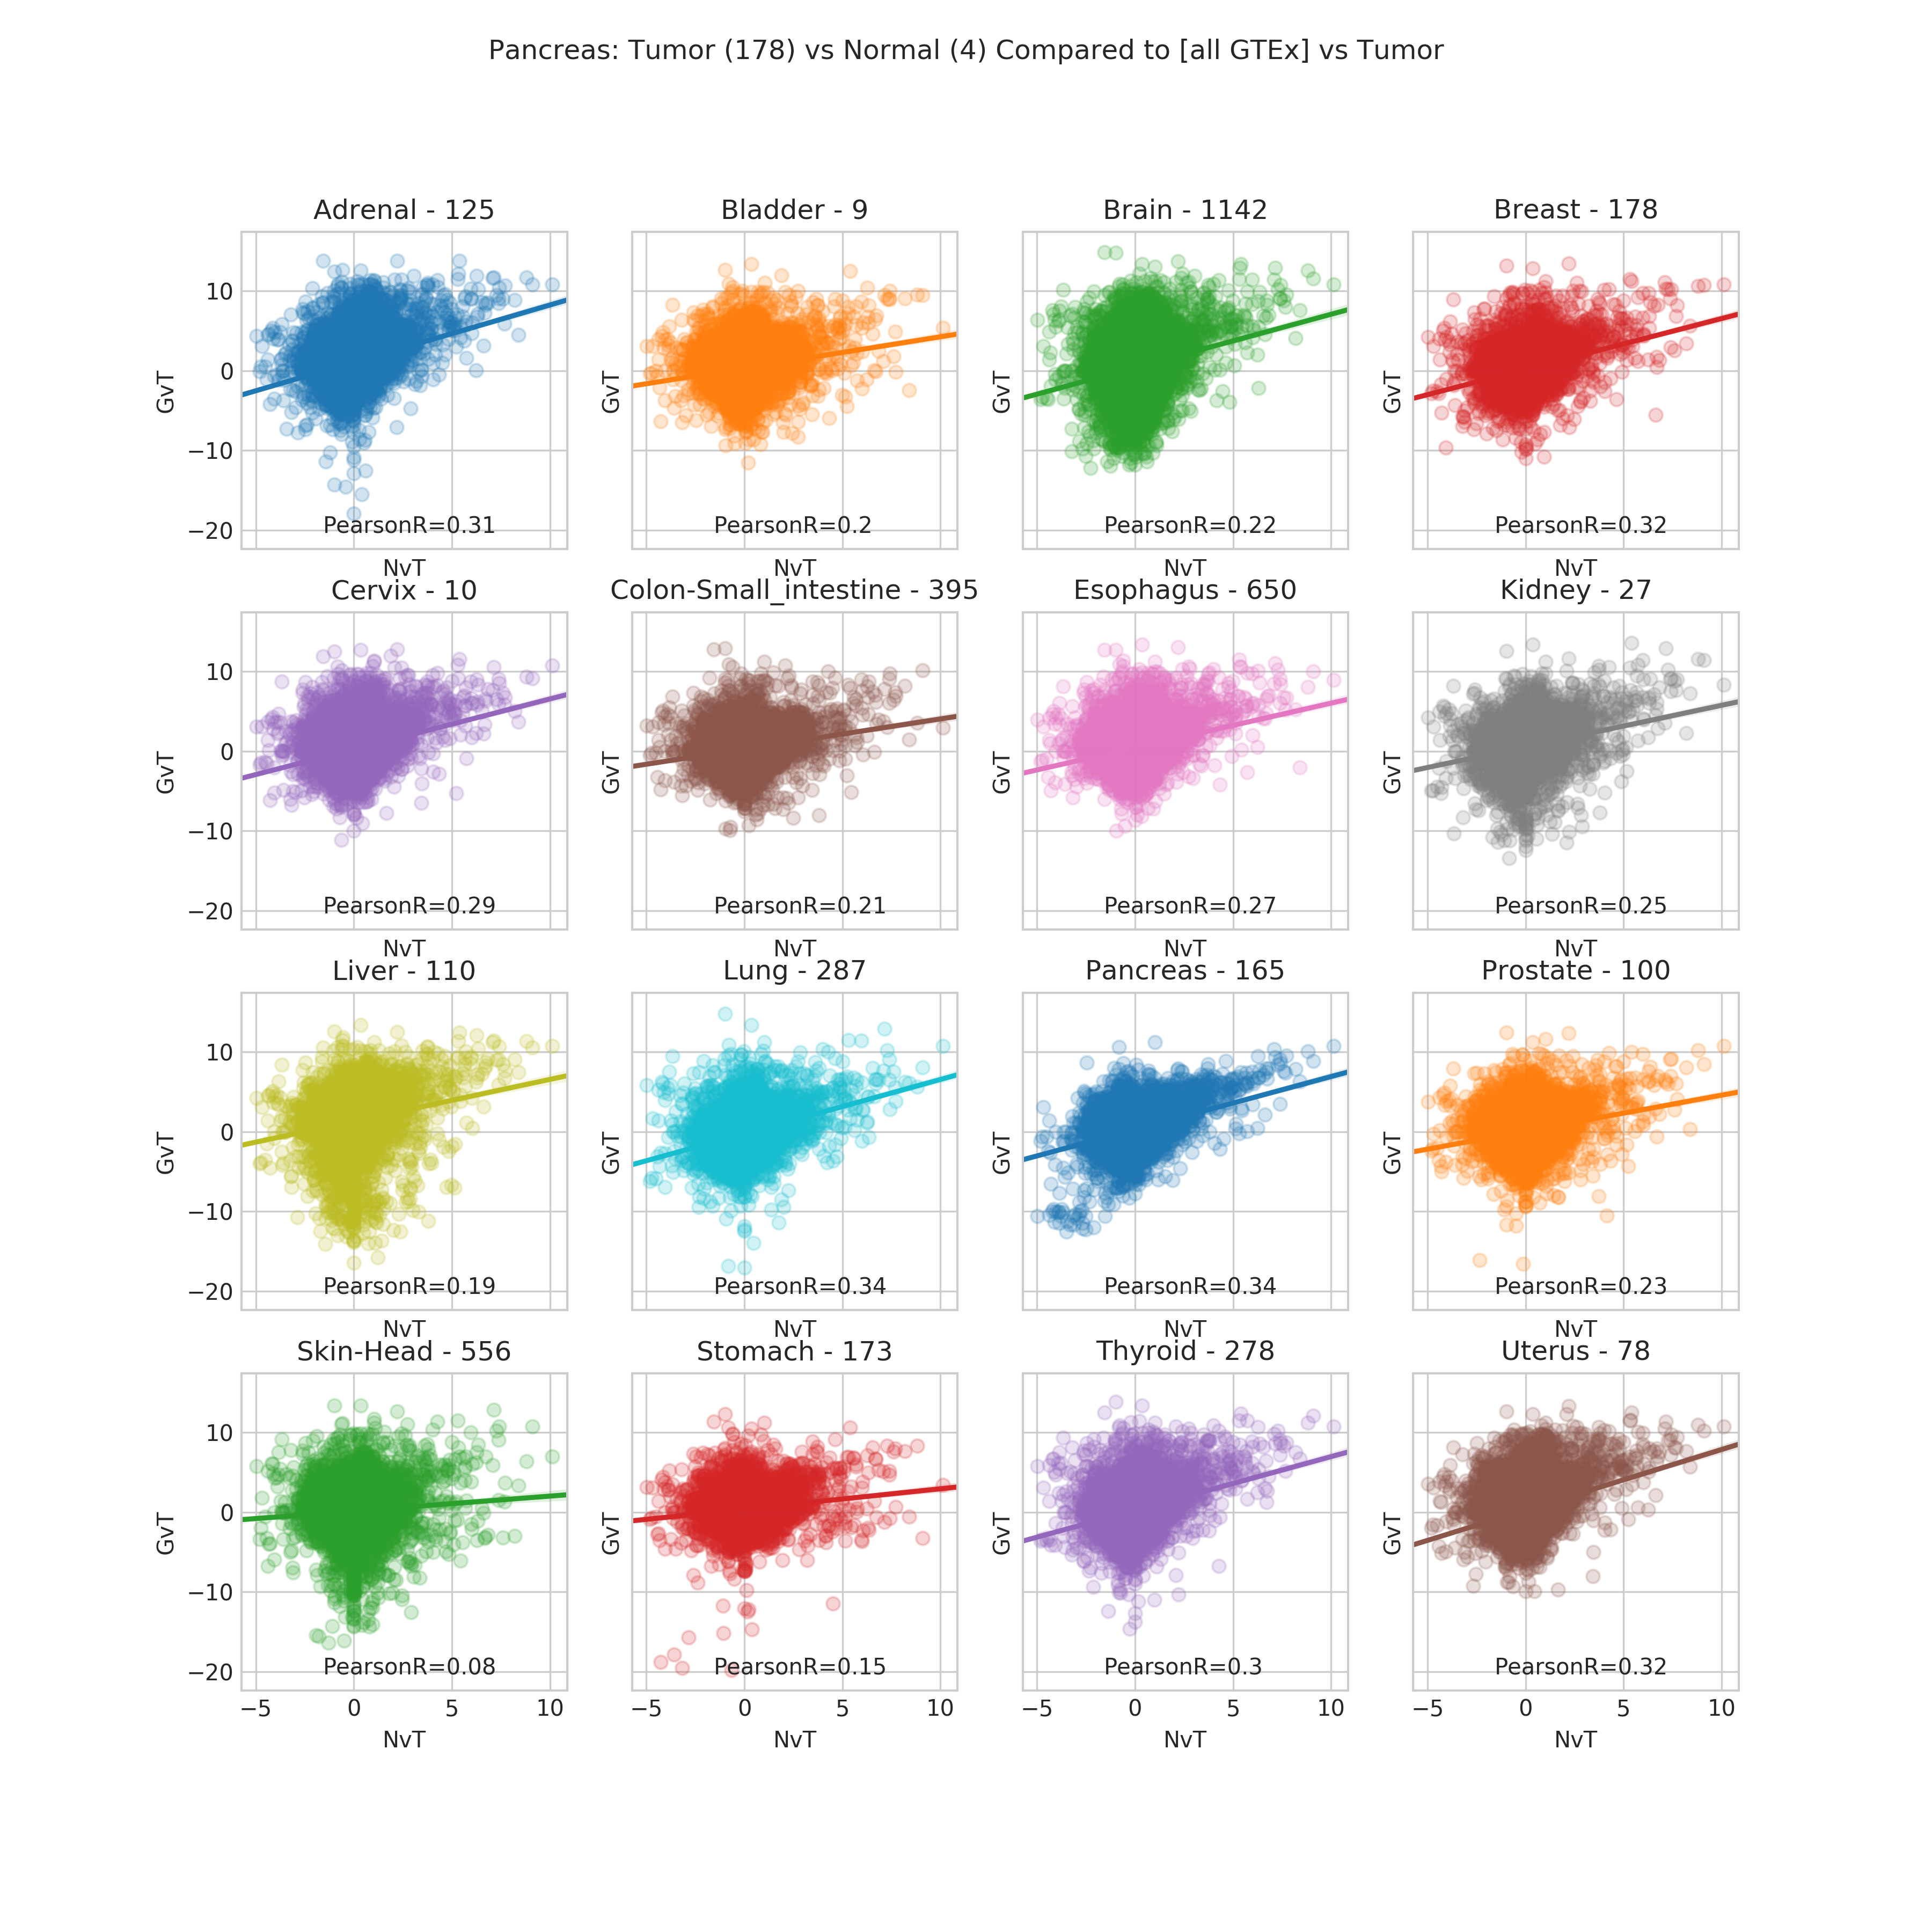 Pancreas: Tumor (178) vs Normal (4) Compared to [all GTEx] vs Tumor
Adrenal - 125
Bladder - 9
Brain - 1142
Breast - 178
10
0
−10
−20
GvT
GvT
GvT
GvT
PearsonR=0.31
PearsonR=0.2
PearsonR=0.22
PearsonR=0.32
NvT
NvT
NvT
NvT
Cervix - 10
Colon-Small_intestine - 395
Esophagus - 650
Kidney - 27
10
0
−10
−20
GvT
GvT
GvT
GvT
PearsonR=0.29
PearsonR=0.21
PearsonR=0.27
PearsonR=0.25
NvT
NvT
NvT
NvT
Liver - 110
Lung - 287
Pancreas - 165
Prostate - 100
10
0
−10
−20
GvT
GvT
GvT
GvT
PearsonR=0.19
PearsonR=0.34
PearsonR=0.34
PearsonR=0.23
NvT
NvT
NvT
NvT
Skin-Head - 556
Stomach - 173
Thyroid - 278
Uterus - 78
10
0
−10
−20
GvT
GvT
GvT
GvT
PearsonR=0.08
PearsonR=0.15
PearsonR=0.3
PearsonR=0.32
−5 0 5 10
−5 0 5 10
−5 0 5 10
−5 0 5 10
NvT
NvT
NvT
NvT